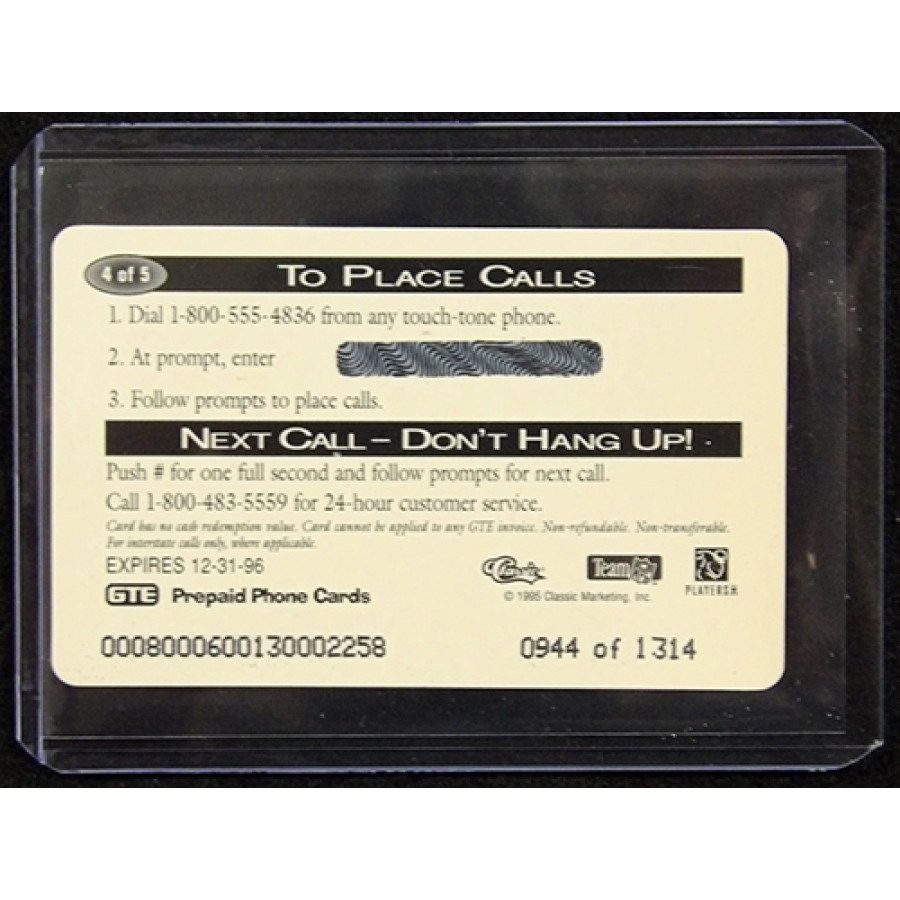 4 of 5
TO PLACE CALLS
1. Dial 1-800-555-4836 from any touch-tone phone.
2. At prompt, enter
3. Follow prompts to place calls.
NEXT CALL – DON'T HANG UP!
Push # for one full second and follow prompts for next call.
Call 1-800-483-5559 for 24-hour customer service.
Card has no cash redemption value. Card cannot be applied to any GTE invoice. Non-refundable. Non-transferable.
For interstate calls only, where applicable.
EXPIRES 12-31-96
Classic Team PLAYERS
GTE Prepaid Phone Cards
© 1995 Classic Marketing, Inc.
0008000600130002258 0944 of 1314